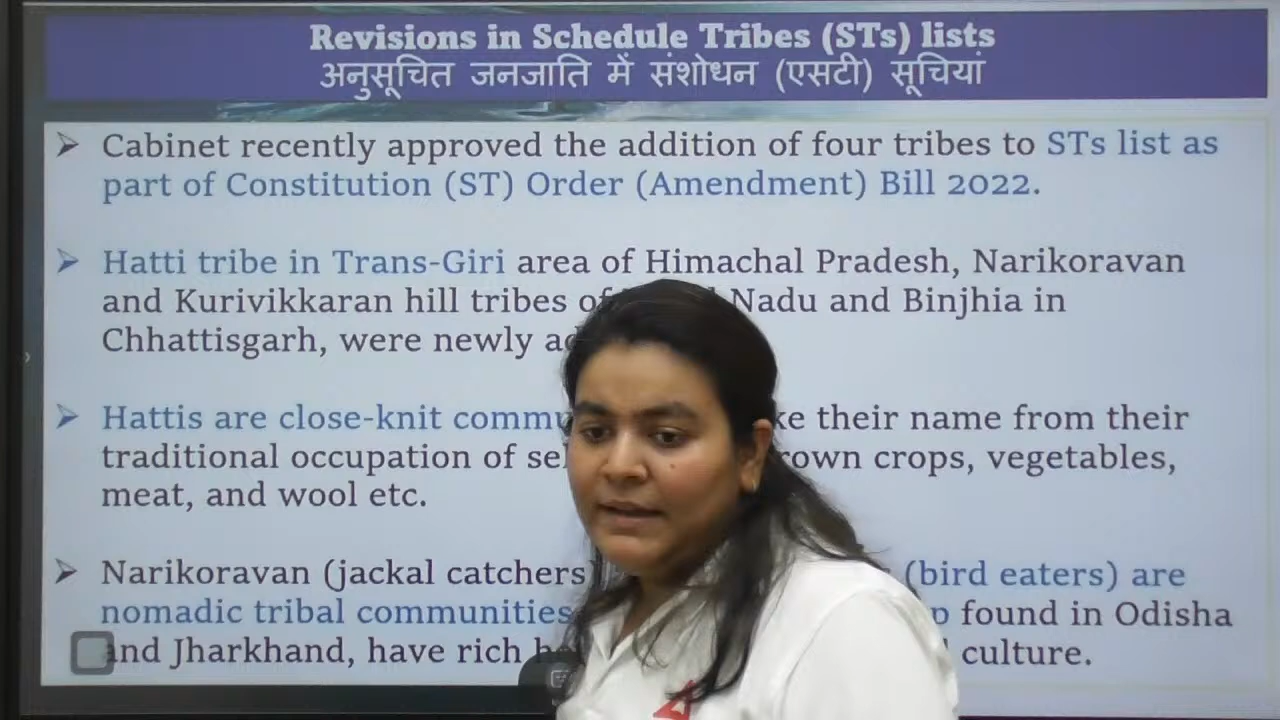 Revisions in Schedule Tribes (STs) lists
अनुसूचित जनजाति में संशोधन (एसटी) सूचियां
➢ Cabinet recently approved the addition of four tribes to STs list as
part of Constitution (ST) Order (Amendment) Bill 2022.
➢ Hatti tribe in Trans-Giri area of Himachal Pradesh, Narikoravan
and Kurivikkaran hill tribes of Nadu and Binjhia in
Chhattisgarh, were newly
➢ Hattis are close-knit their name from their
traditional occupation of crops, vegetables,
meat, and wool etc.
➢ Narikoravan (jackal catchers) (bird eaters) are
nomadic tribal communities found in Odisha
and Jharkhand, have rich culture.